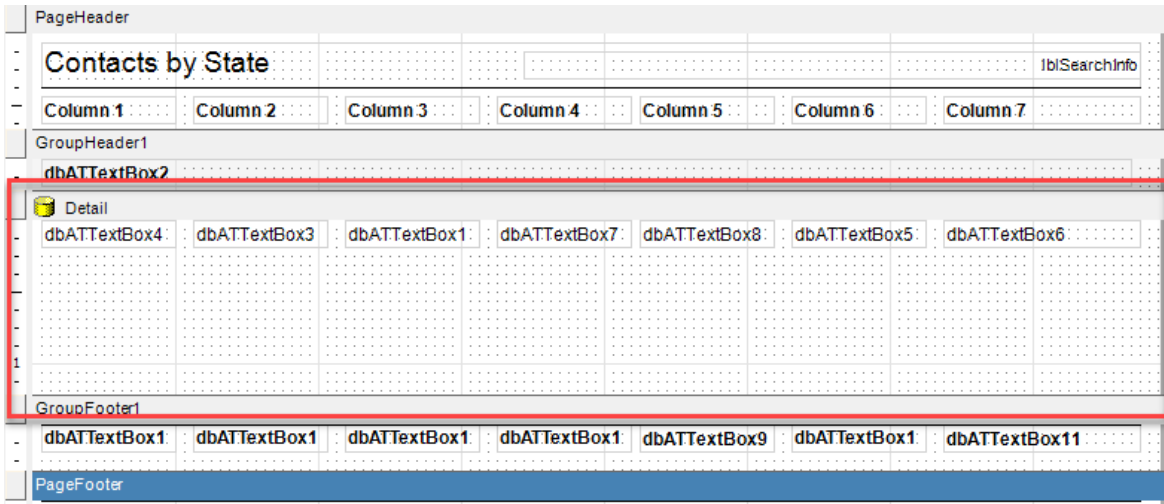 PageHeader
Contacts by State lblSearchInfo
Column 1 Column 2 Column 3 Column 4 Column 5 Column 6 Column 7
GroupHeader1
dbATTextBox2
Detail
dbATTextBox4 dbATTextBox3 dbATTextBox1 dbATTextBox7 dbATTextBox8 dbATTextBox5 dbATTextBox6
1
GroupFooter1
dbATTextBox1 dbATTextBox1 dbATTextBox1 dbATTextBox1 dbATTextBox9 dbATTextBox1 dbATTextBox11
PageFooter